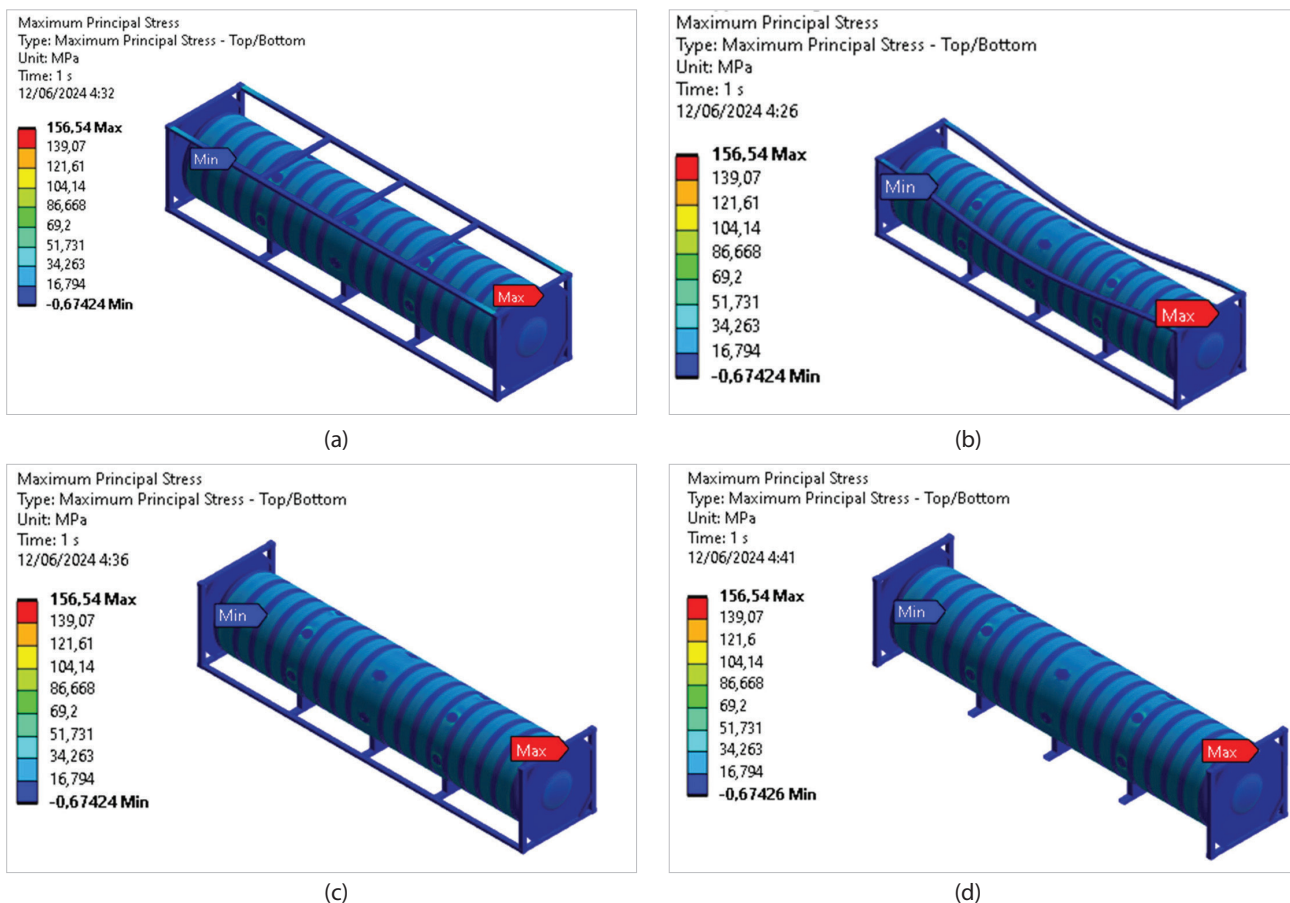 Maximum Principal Stress
Type: Maximum Principal Stress - Top/Bottom
Unit: MPa
Time: 1 s
12/06/2024 4:32
156,54 Max
139,07
121,61
104,14
86,668
69,2
51,731
34,263
16,794
-0,67424 Min
Min
Max
(a)
Maximum Principal Stress
Type: Maximum Principal Stress - Top/Bottom
Unit: MPa
Time: 1 s
12/06/2024 4:26
156,54 Max
139,07
121,61
104,14
86,668
69,2
51,731
34,263
16,794
-0,67424 Min
Min
Max
(b)
Maximum Principal Stress
Type: Maximum Principal Stress - Top/Bottom
Unit: MPa
Time: 1 s
12/06/2024 4:36
156,54 Max
139,07
121,61
104,14
86,668
69,2
51,731
34,263
16,794
-0,67424 Min
Min
Max
(c)
Maximum Principal Stress
Type: Maximum Principal Stress - Top/Bottom
Unit: MPa
Time: 1 s
12/06/2024 4:41
156,54 Max
139,07
121,6
104,14
86,668
69,2
51,731
34,263
16,794
-0,67426 Min
Min
Max
(d)